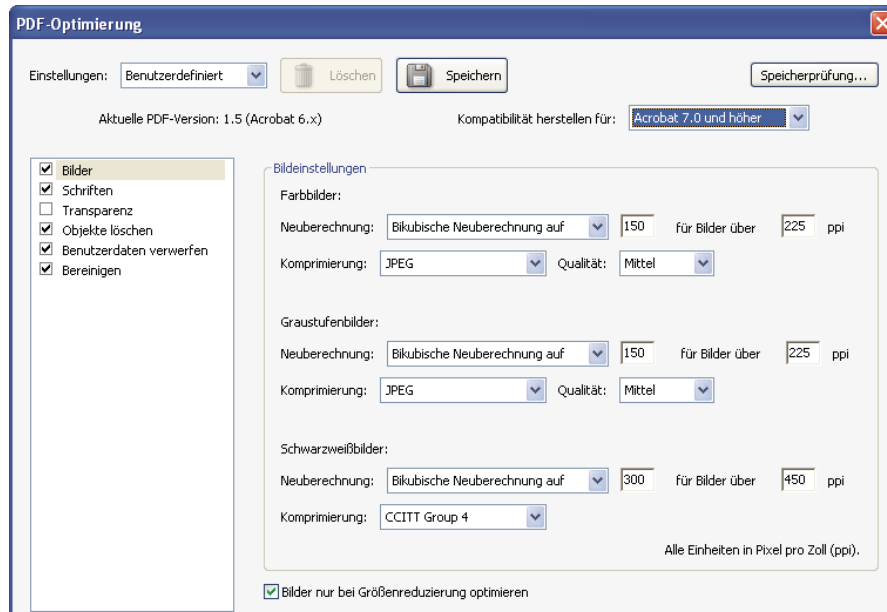 PDF-Optimierung
Einstellungen: Benutzerdefiniert Löschen Speichern Speicherprüfung...
Aktuelle PDF-Version: 1.5 (Acrobat 6.x) Kompatibilität herstellen für: Acrobat 7.0 und höher
Bilder
Schriften
Transparenz
Objekte löschen
Benutzerdaten verwerfen
Bereinigen
Bildeinstellungen
Farbbilder:
Neuberechnung: Bikubische Neuberechnung auf 150 für Bilder über 225 ppi
Komprimierung: JPEG Qualität: Mittel
Graustufenbilder:
Neuberechnung: Bikubische Neuberechnung auf 150 für Bilder über 225 ppi
Komprimierung: JPEG Qualität: Mittel
Schwarzweißbilder:
Neuberechnung: Bikubische Neuberechnung auf 300 für Bilder über 450 ppi
Komprimierung: CCITT Group 4
Alle Einheiten in Pixel pro Zoll (ppi).
Bilder nur bei Größenreduzierung optimieren